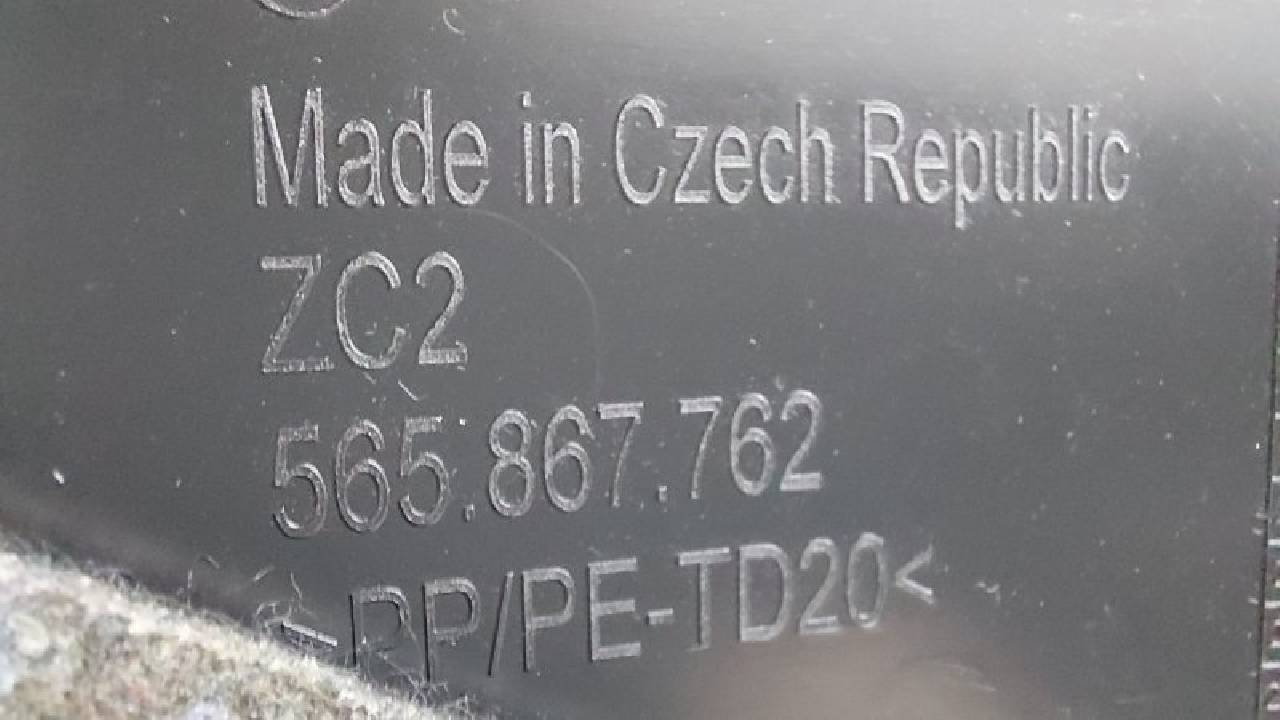 Made in Czech Republic
ZC2
565.867.762
>PP/PE-TD20<